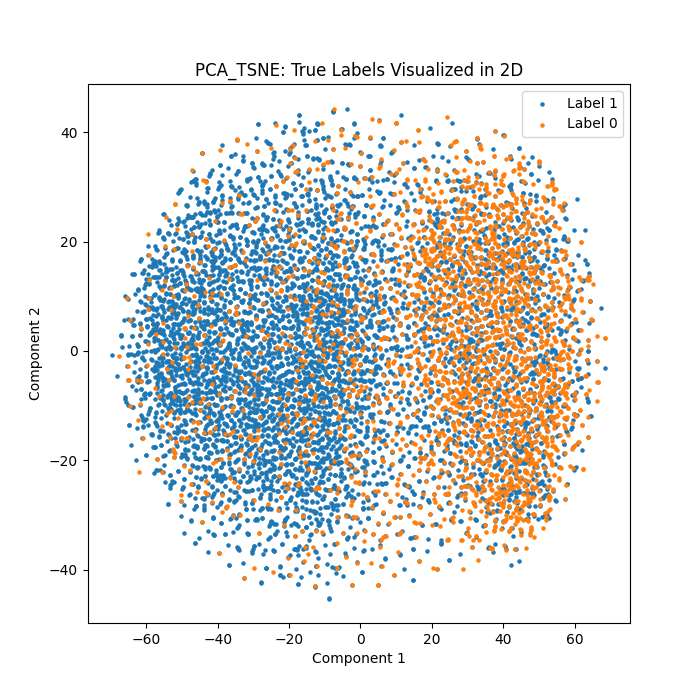 PCA_TSNE: True Labels Visualized in 2D
Label 1
Label 0
40
20
0
−20
−40
Component 2
−60 −40 −20 0 20 40 60
Component 1